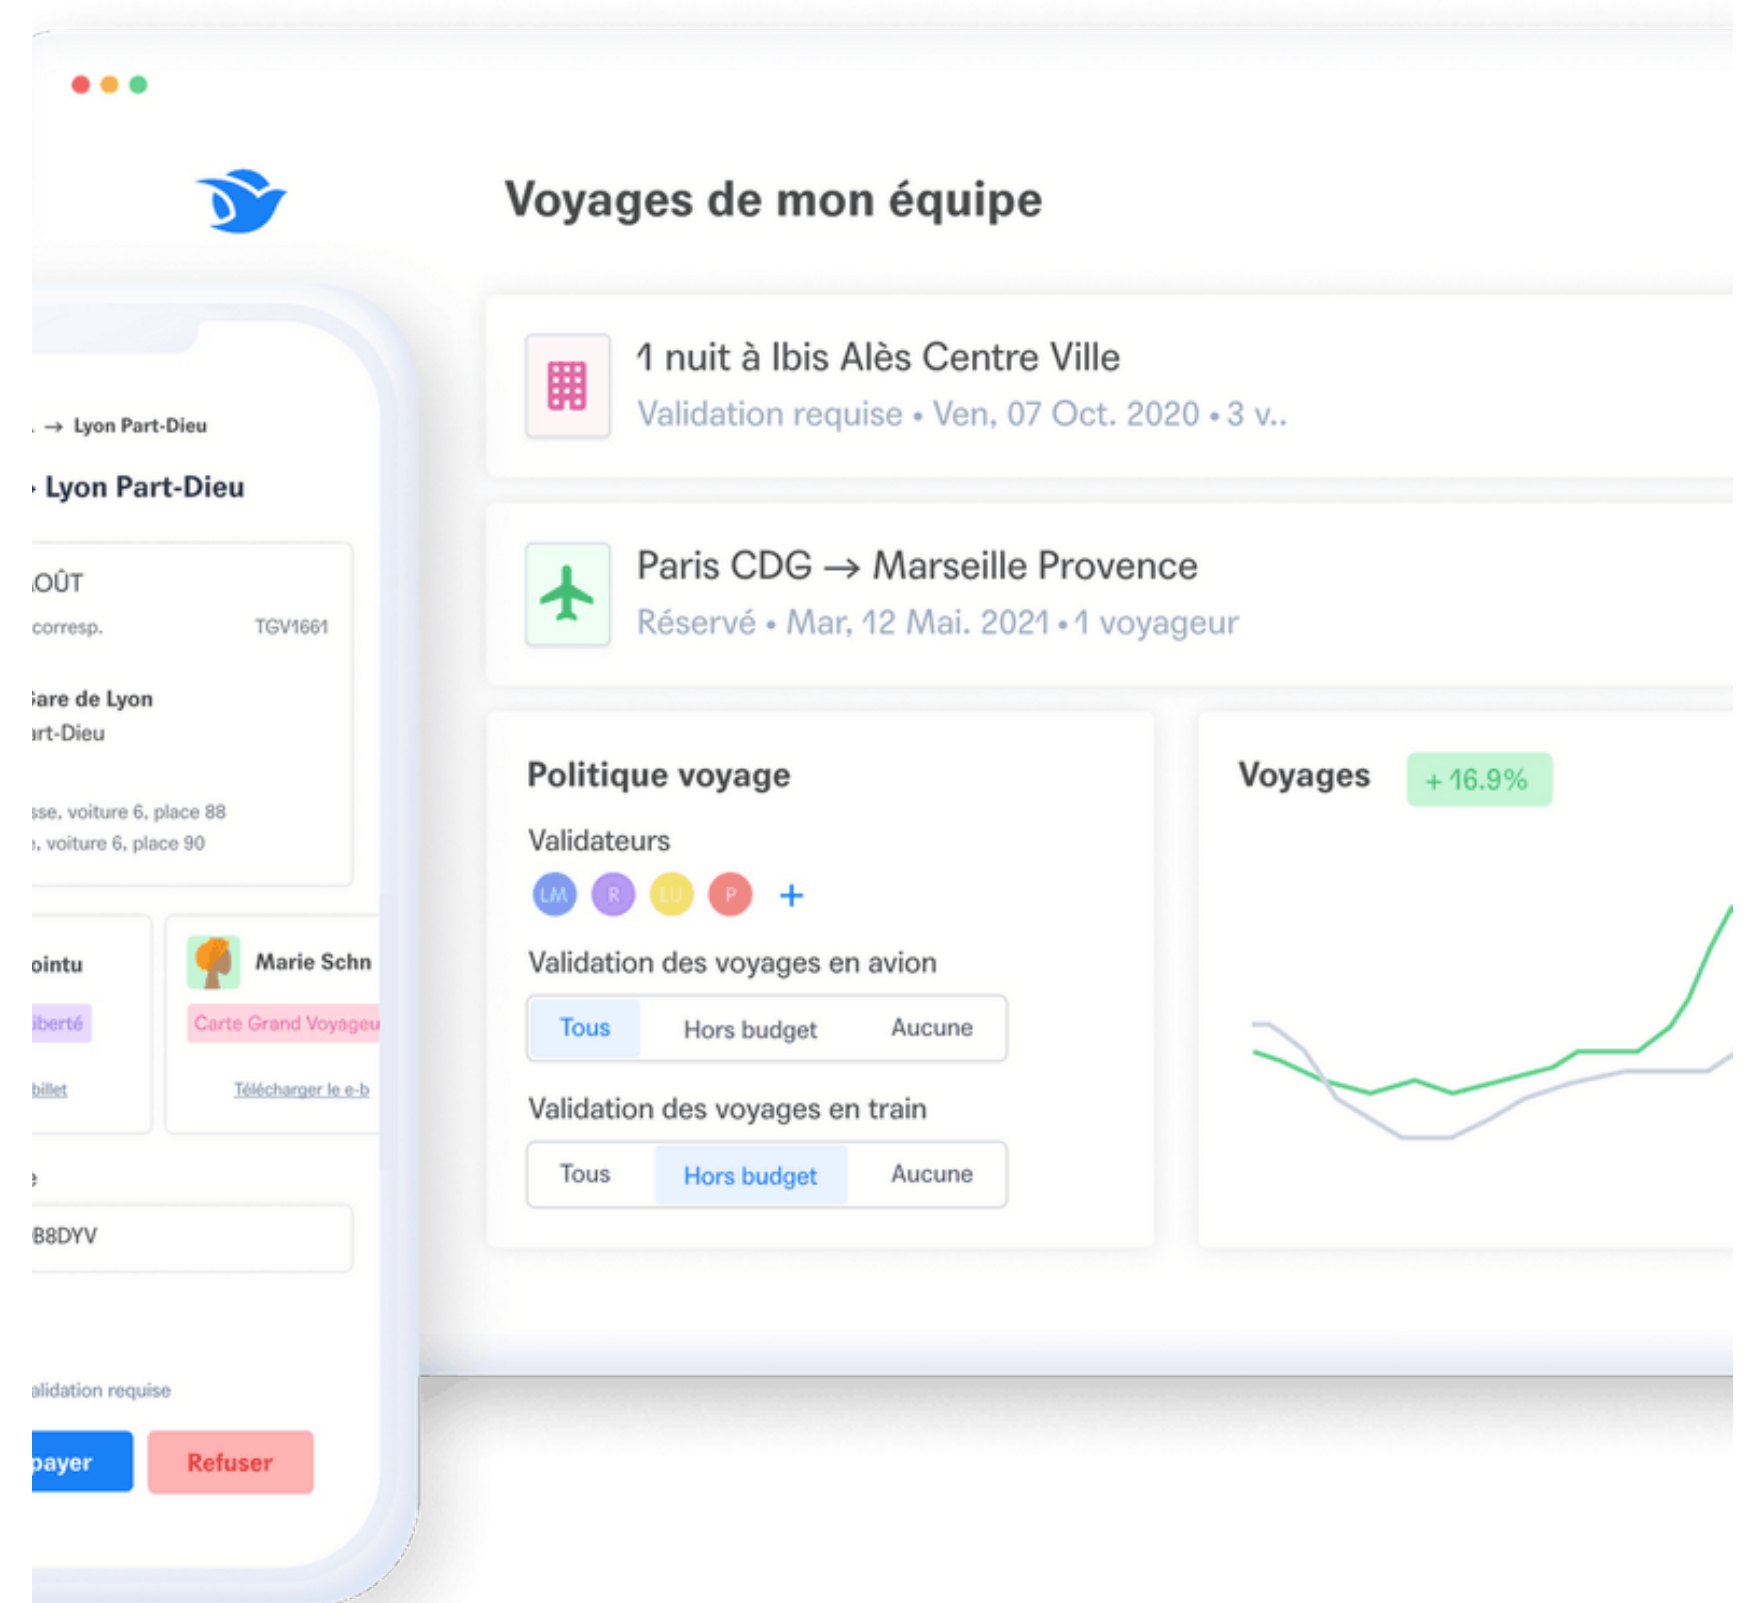 Voyages de mon équipe
1 nuit à Ibis Alès Centre Ville
Validation requise • Ven, 07 Oct. 2020 • 3 v..
Paris CDG → Marseille Provence
Réservé • Mar, 12 Mai. 2021 • 1 voyageur
Politique voyage
Validateurs
LM R LU P +
Validation des voyages en avion
Tous Hors budget Aucune
Validation des voyages en train
Tous Hors budget Aucune
Voyages + 16.9%
→ Lyon Part-Dieu
Lyon Part-Dieu
OÛT
corresp. TGV1661
are de Lyon
art-Dieu
sse, voiture 6, place 88
, voiture 6, place 90
ointu
iberté
billet
Marie Schn
Carte Grand Voyageu
Télécharger le e-b
e
B8DYV
alidation requise
payer Refuser